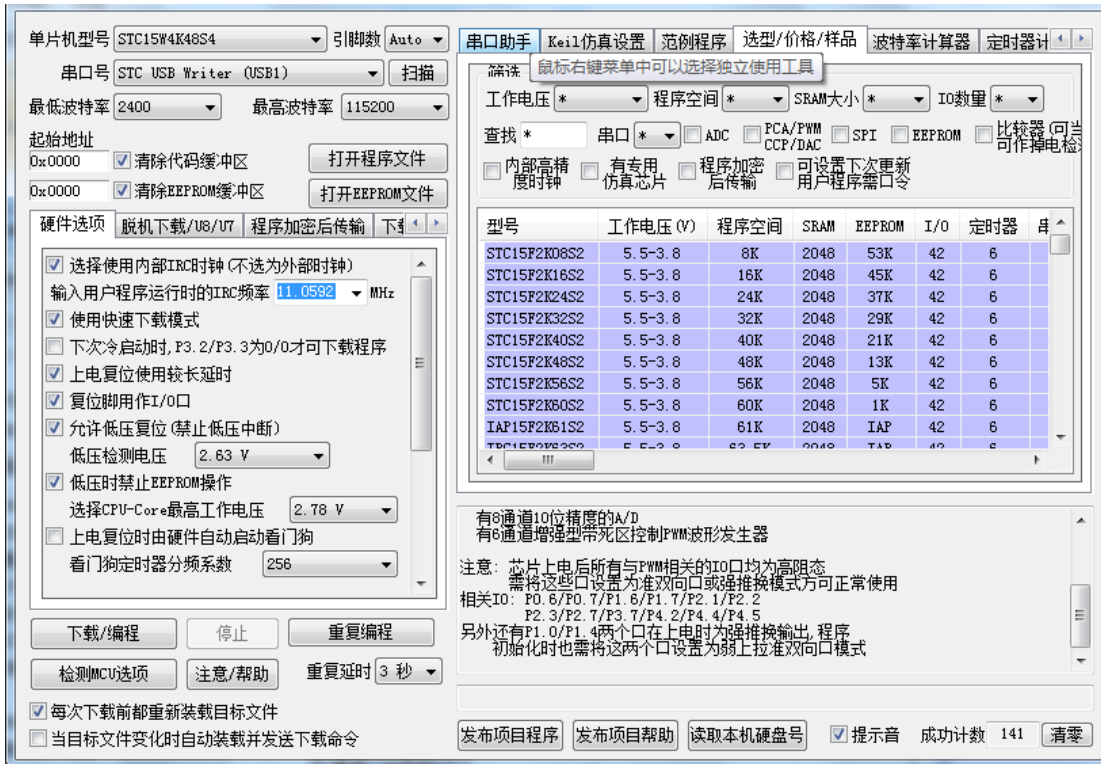 单片机型号 STC15W4K48S4 引脚数 Auto
串口号 STC USB Writer (USB1) 扫描
最低波特率 2400 最高波特率 115200
起始地址
0x0000 清除代码缓冲区 打开程序文件
0x0000 清除EEPROM缓冲区 打开EEPROM文件
硬件选项 脱机下载/U8/U7 程序加密后传输
选择使用内部IRC时钟(不选为外部时钟)
输入用户程序运行时的IRC频率 11.0592 MHz
使用快速下载模式
下次冷启动时,P3.2/P3.3为0/0才可下载程序
上电复位使用较长延时
复位脚用作I/O口
允许低压复位(禁止低压中断)
低压检测电压 2.63 V
低压时禁止EEPROM操作
选择CPU-Core最高工作电压 2.78 V
上电复位时由硬件自动启动看门狗
看门狗定时器分频系数 256
下载/编程 停止 重复编程
检测MCU选项 注意/帮助 重复延时 3 秒
每次下载前都重新装载目标文件
当目标文件变化时自动装载并发送下载命令
串口助手 Keil仿真设置 范例程序 选型/价格/样品 波特率计算器 定时器计
鼠标右键菜单中可以选择独立使用工具
筛选
工作电压 * 程序空间 * SRAM大小 * IO数量 *
查找 * 串口 * ADC PCA/PWM CCP/DAC SPI EEPROM 比较器(可当 可作掉电检
内部高精度时钟 有专用仿真芯片 程序加密后传输 可设置下次更新用户程序需口令
型号 工作电压(V) 程序空间 SRAM EEPROM I/O 定时器
STC15F2K08S2 5.5-3.8 8K 2048 53K 42 6
STC15F2K16S2 5.5-3.8 16K 2048 45K 42 6
STC15F2K24S2 5.5-3.8 24K 2048 37K 42 6
STC15F2K32S2 5.5-3.8 32K 2048 29K 42 6
STC15F2K40S2 5.5-3.8 40K 2048 21K 42 6
STC15F2K48S2 5.5-3.8 48K 2048 13K 42 6
STC15F2K56S2 5.5-3.8 56K 2048 5K 42 6
STC15F2K60S2 5.5-3.8 60K 2048 1K 42 6
IAP15F2K61S2 5.5-3.8 61K 2048 IAP 42 6
有8通道10位精度的A/D
有6通道增强型带死区控制PWM波形发生器
注意: 芯片上电后所有与PWM相关的IO口均为高阻态
需将这些口设置为准双向口或强推换模式方可正常使用
相关IO: P0.6/P0.7/P1.6/P1.7/P2.1/P2.2
P2.3/P2.7/P3.7/P4.2/P4.4/P4.5
另外还有P1.0/P1.4两个口在上电时为强推换输出,程序
初始化时也需将这两个口设置为弱上拉准双向口模式
发布项目程序 发布项目帮助 读取本机硬盘号 提示音 成功计数 141 清零